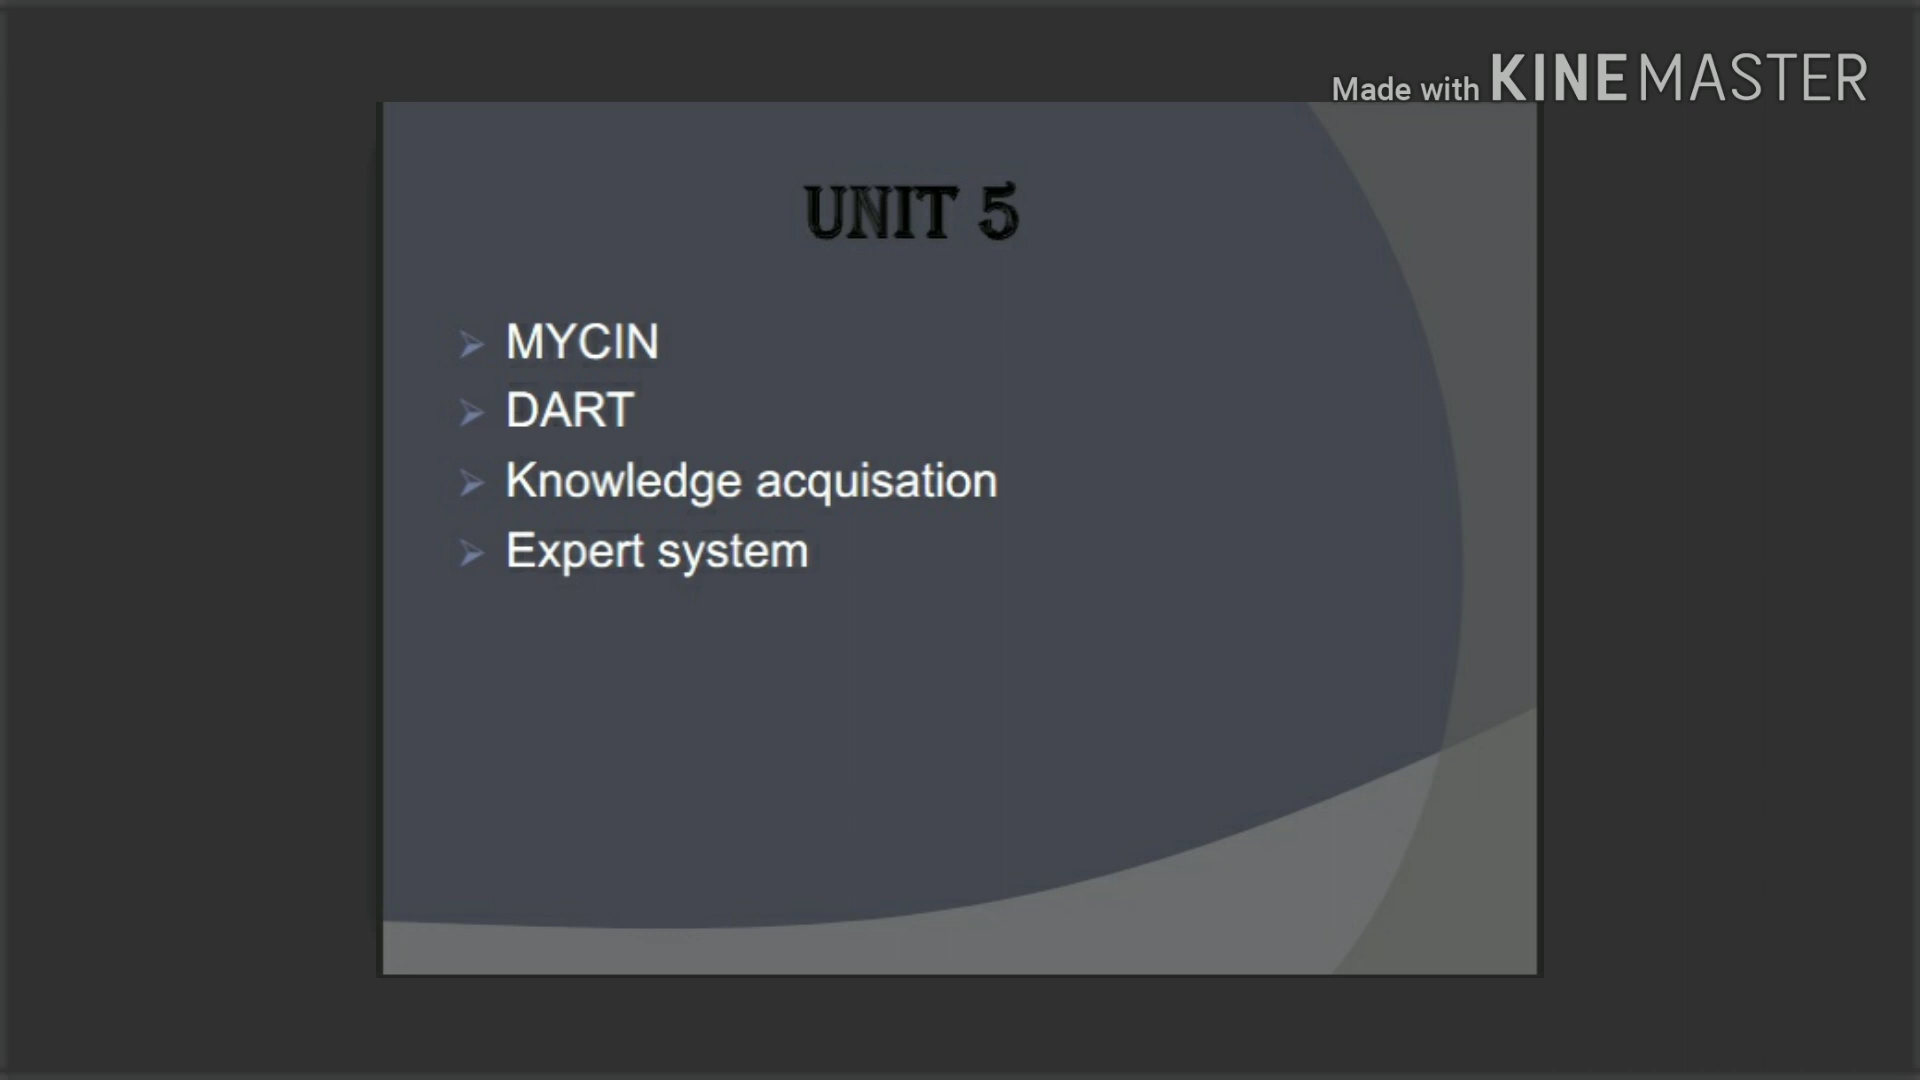 Made with KINEMASTER
UNIT 5
MYCIN
DART
Knowledge acquisation
Expert system